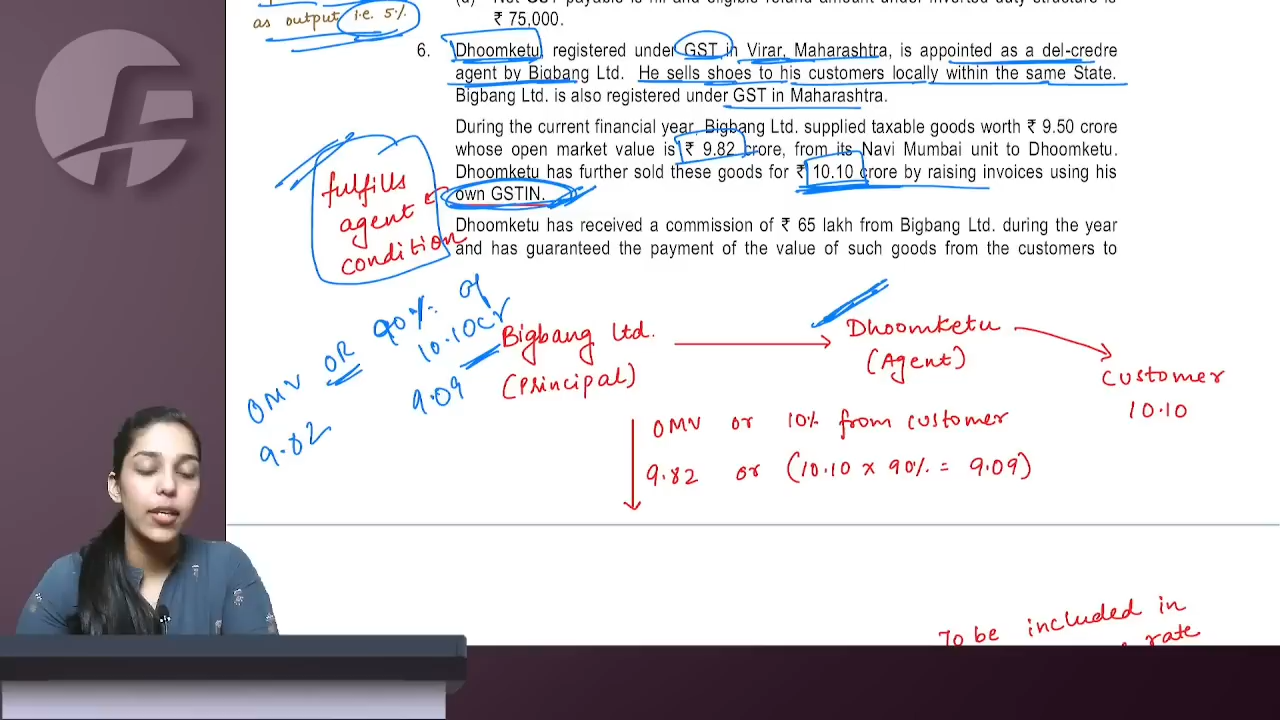 (d) Net GST payable is nil and eligible refund amount under inverted duty structure is
₹ 75,000.
as output i.e. 5%
6. Dhoomketu registered under GST in Virar, Maharashtra, is appointed as a del-credre
agent by Bigbang Ltd. He sells shoes to his customers locally within the same State.
Bigbang Ltd. is also registered under GST in Maharashtra.
During the current financial year, Bigbang Ltd. supplied taxable goods worth ₹ 9.50 crore
whose open market value is ₹ 9.82 crore, from its Navi Mumbai unit to Dhoomketu.
Dhoomketu has further sold these goods for ₹ 10.10 crore by raising invoices using his
own GSTIN.
fulfills
agent
condition
Dhoomketu has received a commission of ₹ 65 lakh from Bigbang Ltd. during the year
and has guaranteed the payment of the value of such goods from the customers to
OMV OR 90% of
10.10cr
9.82 9.09
Bigbang Ltd.
(Principal)
Dhoomketu
(Agent)
Customer
10.10
OMV or 10% from customer
9.82 or (10.10 x 90% = 9.09)
To be included in
rate